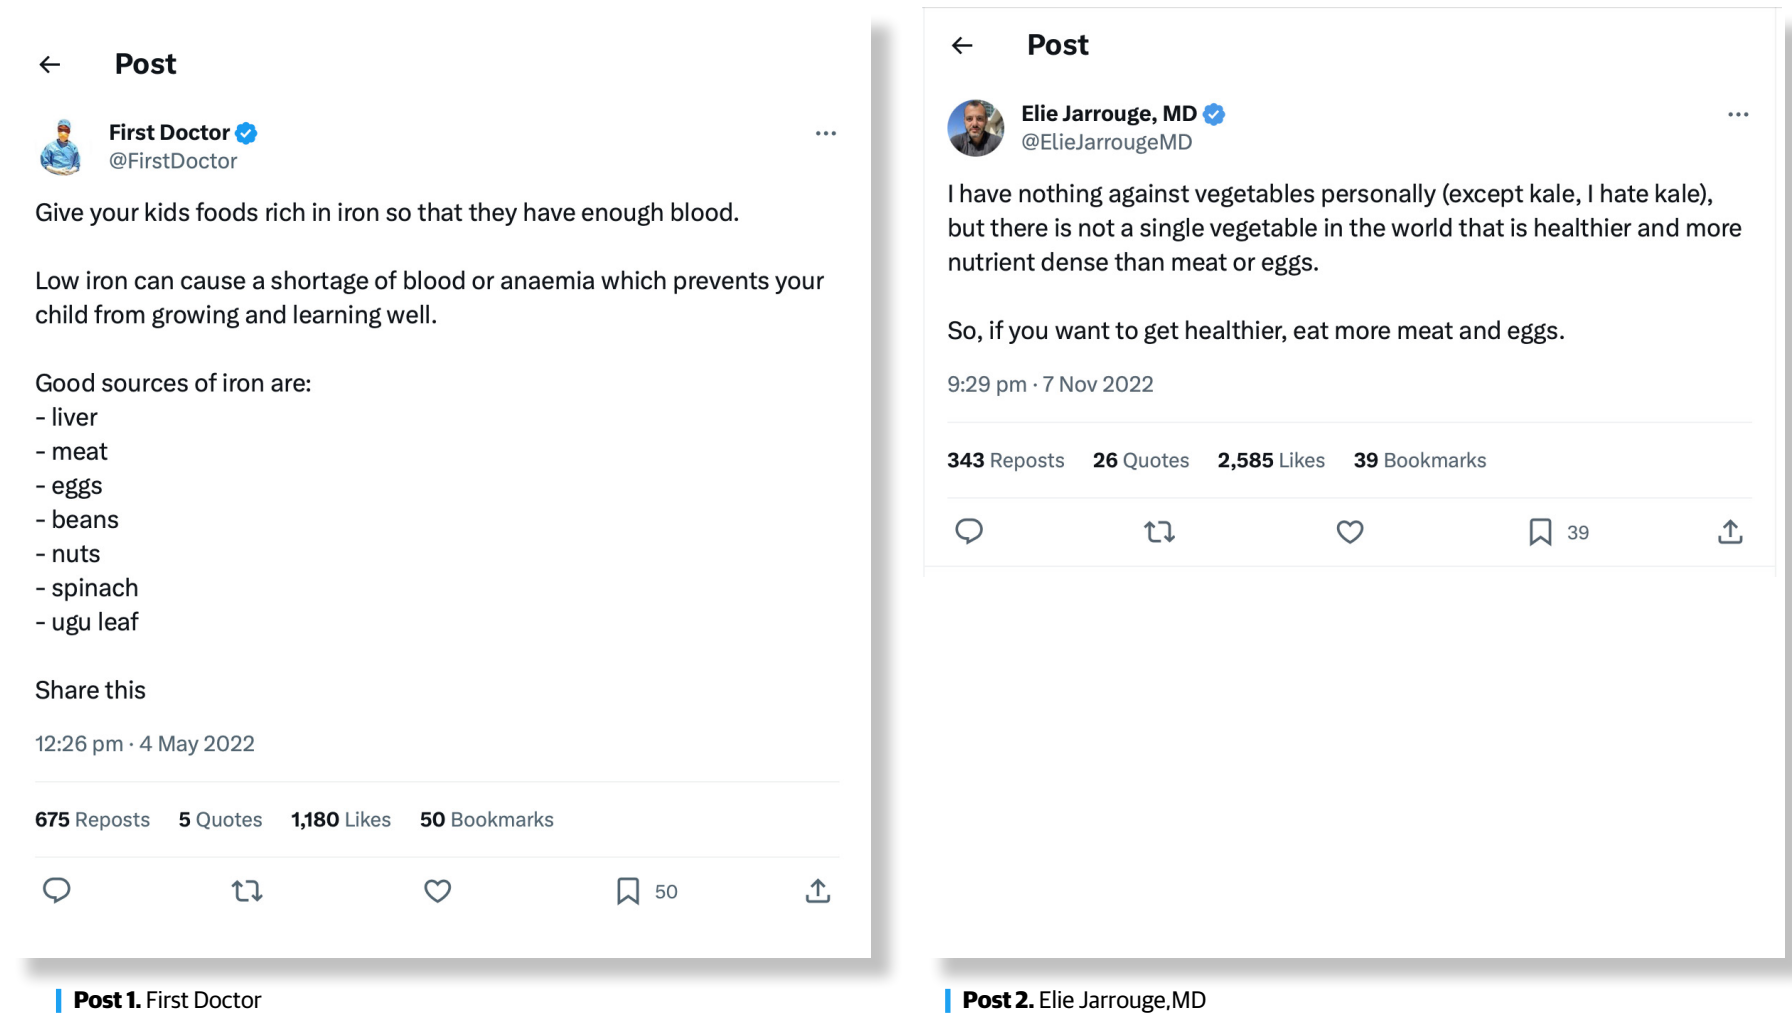 Post
First Doctor
@FirstDoctor
Give your kids foods rich in iron so that they have enough blood.
Low iron can cause a shortage of blood or anaemia which prevents your
child from growing and learning well.
Good sources of iron are:
- liver
- meat
- eggs
- beans
- nuts
- spinach
- ugu leaf
Share this
12:26 pm · 4 May 2022
675 Reposts 5 Quotes 1,180 Likes 50 Bookmarks
50
Post 1. First Doctor
Post
Elie Jarrouge, MD
@ElieJarrougeMD
I have nothing against vegetables personally (except kale, I hate kale),
but there is not a single vegetable in the world that is healthier and more
nutrient dense than meat or eggs.
So, if you want to get healthier, eat more meat and eggs.
9:29 pm · 7 Nov 2022
343 Reposts 26 Quotes 2,585 Likes 39 Bookmarks
39
Post 2. Elie Jarrouge,MD